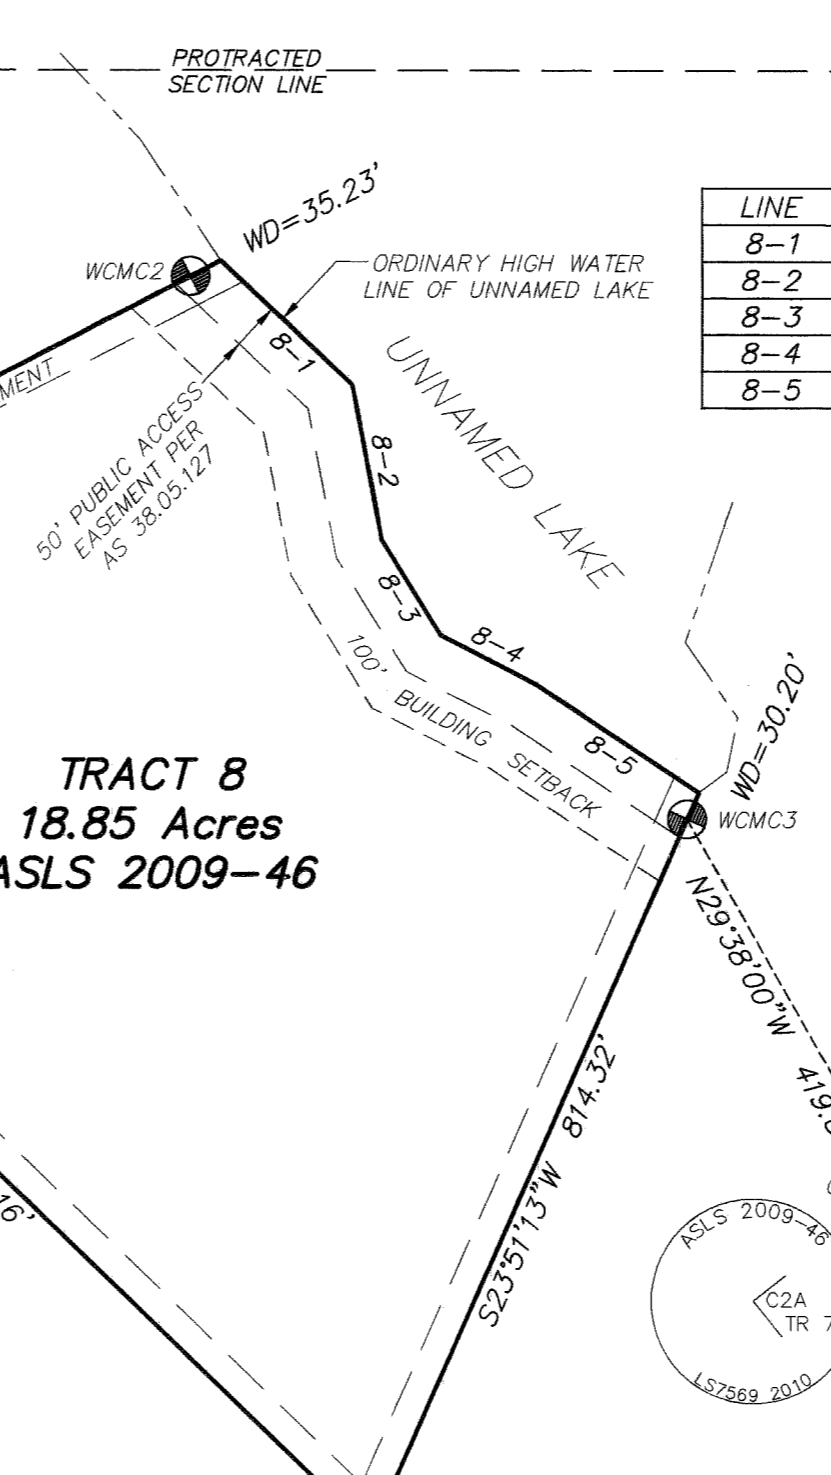 PROTRACTED
SECTION LINE
WD=35.23'
LINE
8-1
8-2
8-3
8-4
8-5
WCMC2
ORDINARY HIGH WATER
LINE OF UNNAMED LAKE
8-1
UNNAMED LAKE
50' PUBLIC ACCESS
EASEMENT PER
AS 38.05.127
8-2
8-3
8-4
8-5
100' BUILDING SETBACK
WD=30.20'
WCMC3
TRACT 8
18.85 Acres
ASLS 2009-46
N29°38'00"W
S23°51'13"W 814.32'
ASLS 2009-46
C2A
TR 7
LS7569 2010